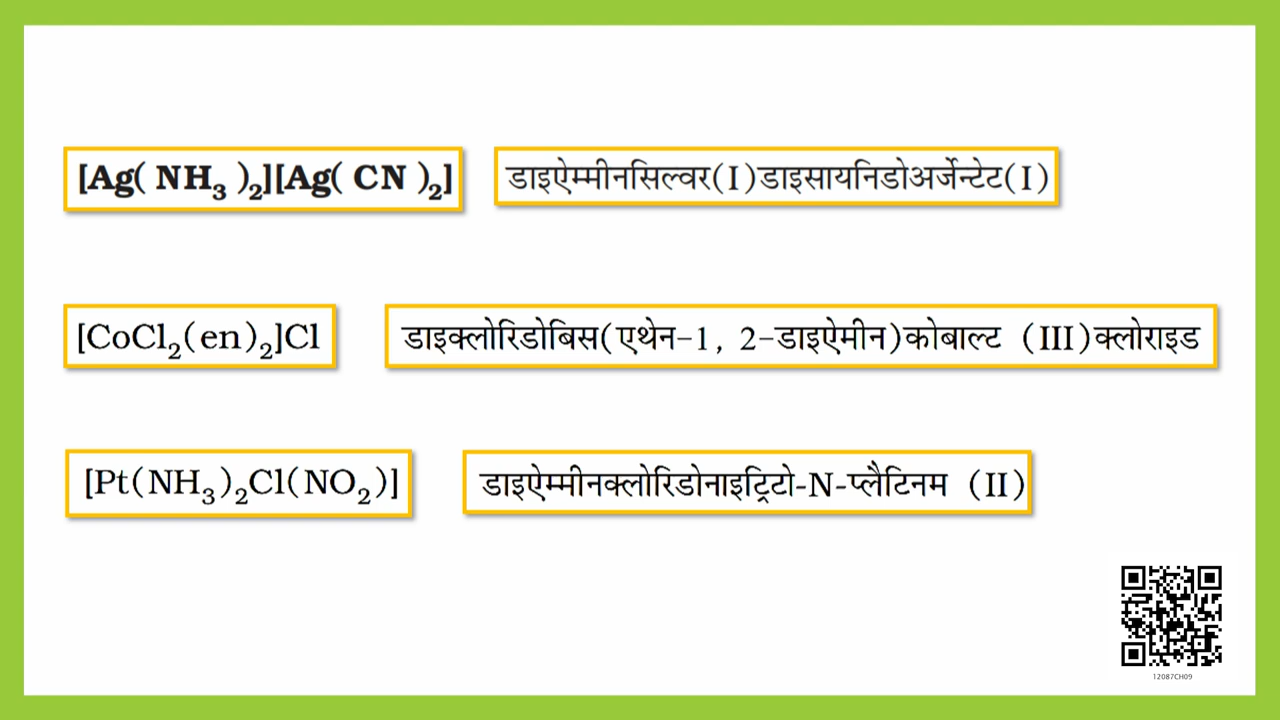 [Ag( NH₃ )₂][Ag( CN )₂] डाइऐम्मीनसिल्वर(I)डाइसायनिडोअर्जेन्टेट(I)
[CoCl₂(en)₂]Cl डाइक्लोरिडोबिस(एथेन-1, 2-डाइऐमीन)कोबाल्ट (III)क्लोराइड
[Pt(NH₃)₂Cl(NO₂)] डाइऐम्मीनक्लोरिडोनाइट्रिटो-N-प्लैटिनम (II)
12087CH09